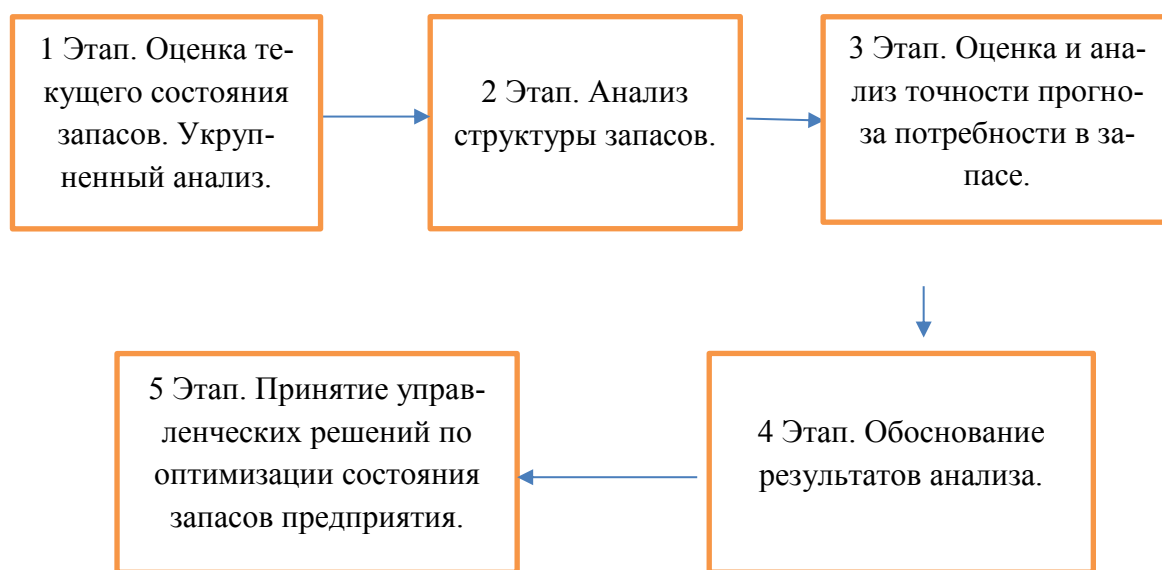 1 Этап. Оценка те-
кущего состояния
запасов. Укруп-
ненный анализ.
2 Этап. Анализ
структуры запасов.
3 Этап. Оценка и ана-
лиз точности прогно-
за потребности в за-
пасе.
5 Этап. Принятие управ-
ленческих решений по
оптимизации состояния
запасов предприятия.
4 Этап. Обоснование
результатов анализа.